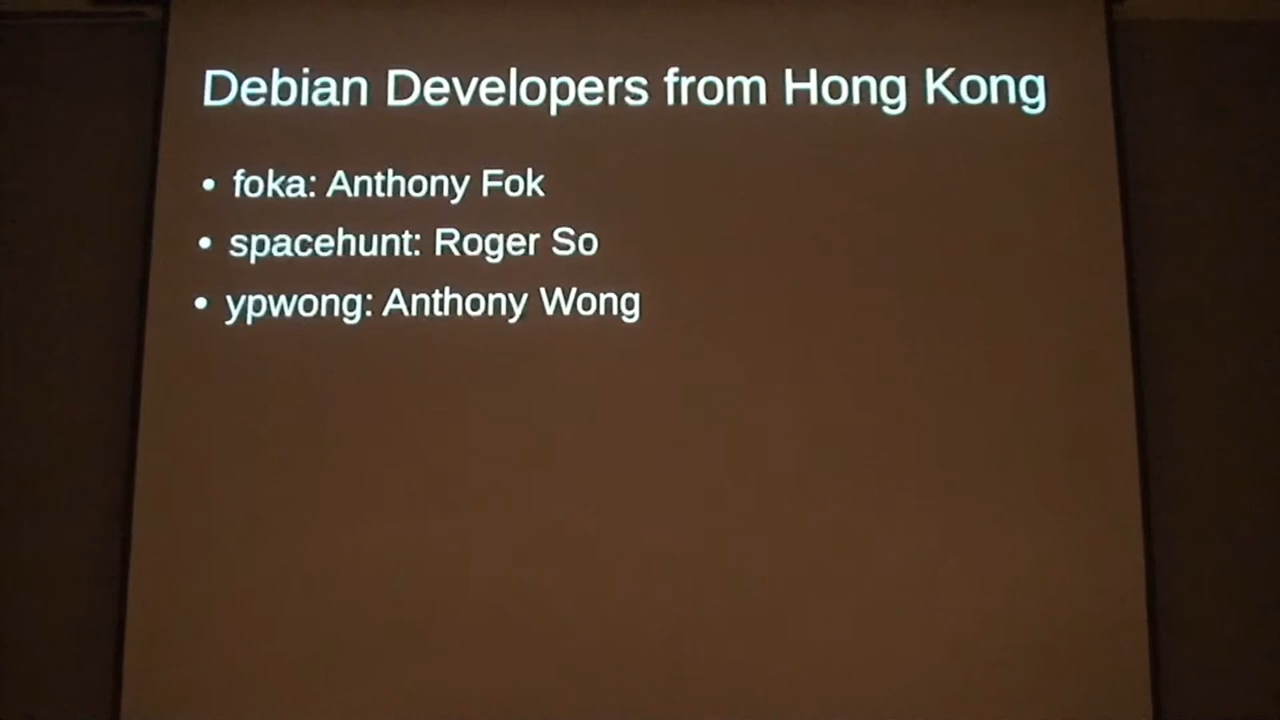 Debian Developers from Hong Kong
• foka: Anthony Fok
• spacehunt: Roger So
• ypwong: Anthony Wong